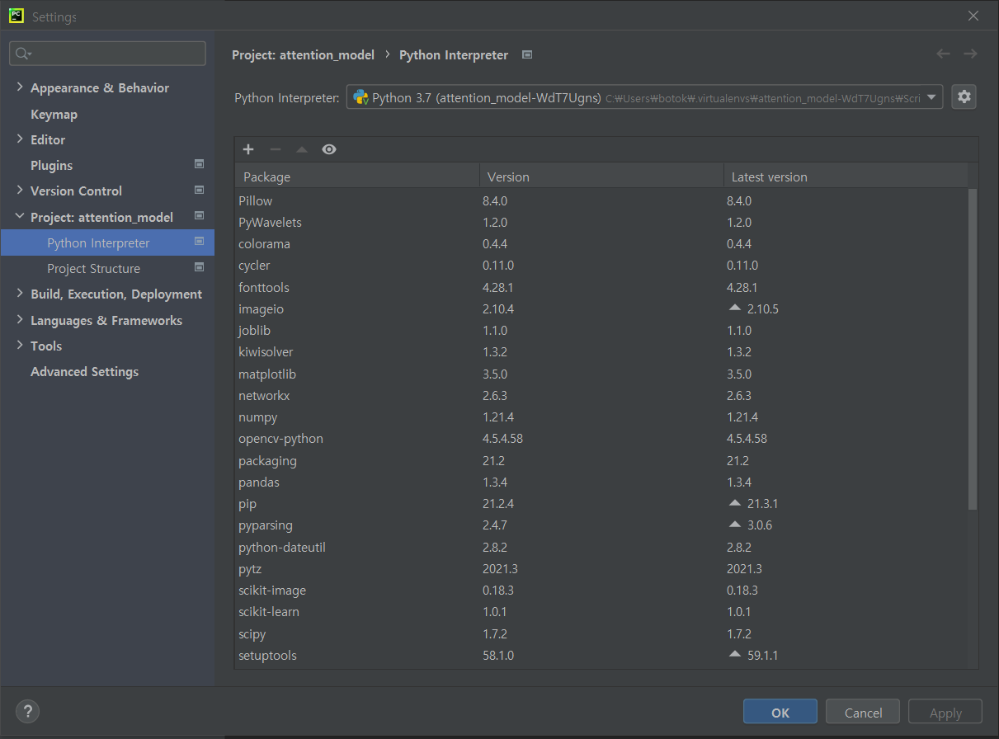 PC
Settings
Appearance & Behavior
Keymap
Editor
Plugins
Version Control
Project: attention_model
Python Interpreter
Project Structure
Build, Execution, Deployment
Languages & Frameworks
Tools
Advanced Settings
Project: attention_model › Python Interpreter
Python Interpreter: Python 3.7 (attention_model-WdT7Ugns) C:₩Users₩botok₩.virtualenvs₩attention_model-WdT7Ugns₩Scri
Package Version Latest version
Pillow 8.4.0 8.4.0
PyWavelets 1.2.0 1.2.0
colorama 0.4.4 0.4.4
cycler 0.11.0 0.11.0
fonttools 4.28.1 4.28.1
imageio 2.10.4 2.10.5
joblib 1.1.0 1.1.0
kiwisolver 1.3.2 1.3.2
matplotlib 3.5.0 3.5.0
networkx 2.6.3 2.6.3
numpy 1.21.4 1.21.4
opencv-python 4.5.4.58 4.5.4.58
packaging 21.2 21.2
pandas 1.3.4 1.3.4
pip 21.2.4 21.3.1
pyparsing 2.4.7 3.0.6
python-dateutil 2.8.2 2.8.2
pytz 2021.3 2021.3
scikit-image 0.18.3 0.18.3
scikit-learn 1.0.1 1.0.1
scipy 1.7.2 1.7.2
setuptools 58.1.0 59.1.1
? OK Cancel Apply